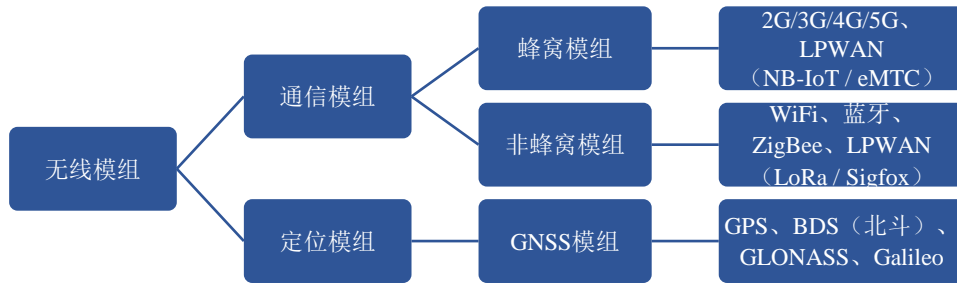 无线模组
通信模组
蜂窝模组
2G/3G/4G/5G、
LPWAN
（NB-IoT / eMTC）
非蜂窝模组
WiFi、蓝牙、
ZigBee、LPWAN
（LoRa / Sigfox）
定位模组
GNSS模组
GPS、BDS（北斗）、
GLONASS、Galileo